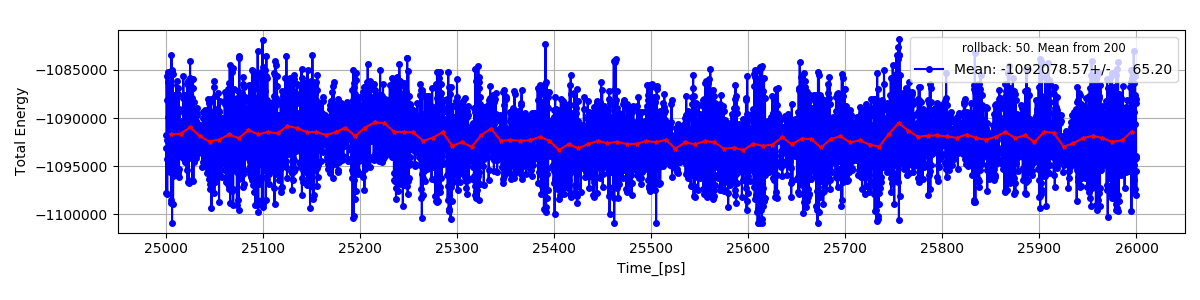 rollback: 50. Mean from 200
Mean: -1092078.57+/- 65.20
Total Energy
−1085000
−1090000
−1095000
−1100000
25000 25100 25200 25300 25400 25500 25600 25700 25800 25900 26000
Time_[ps]